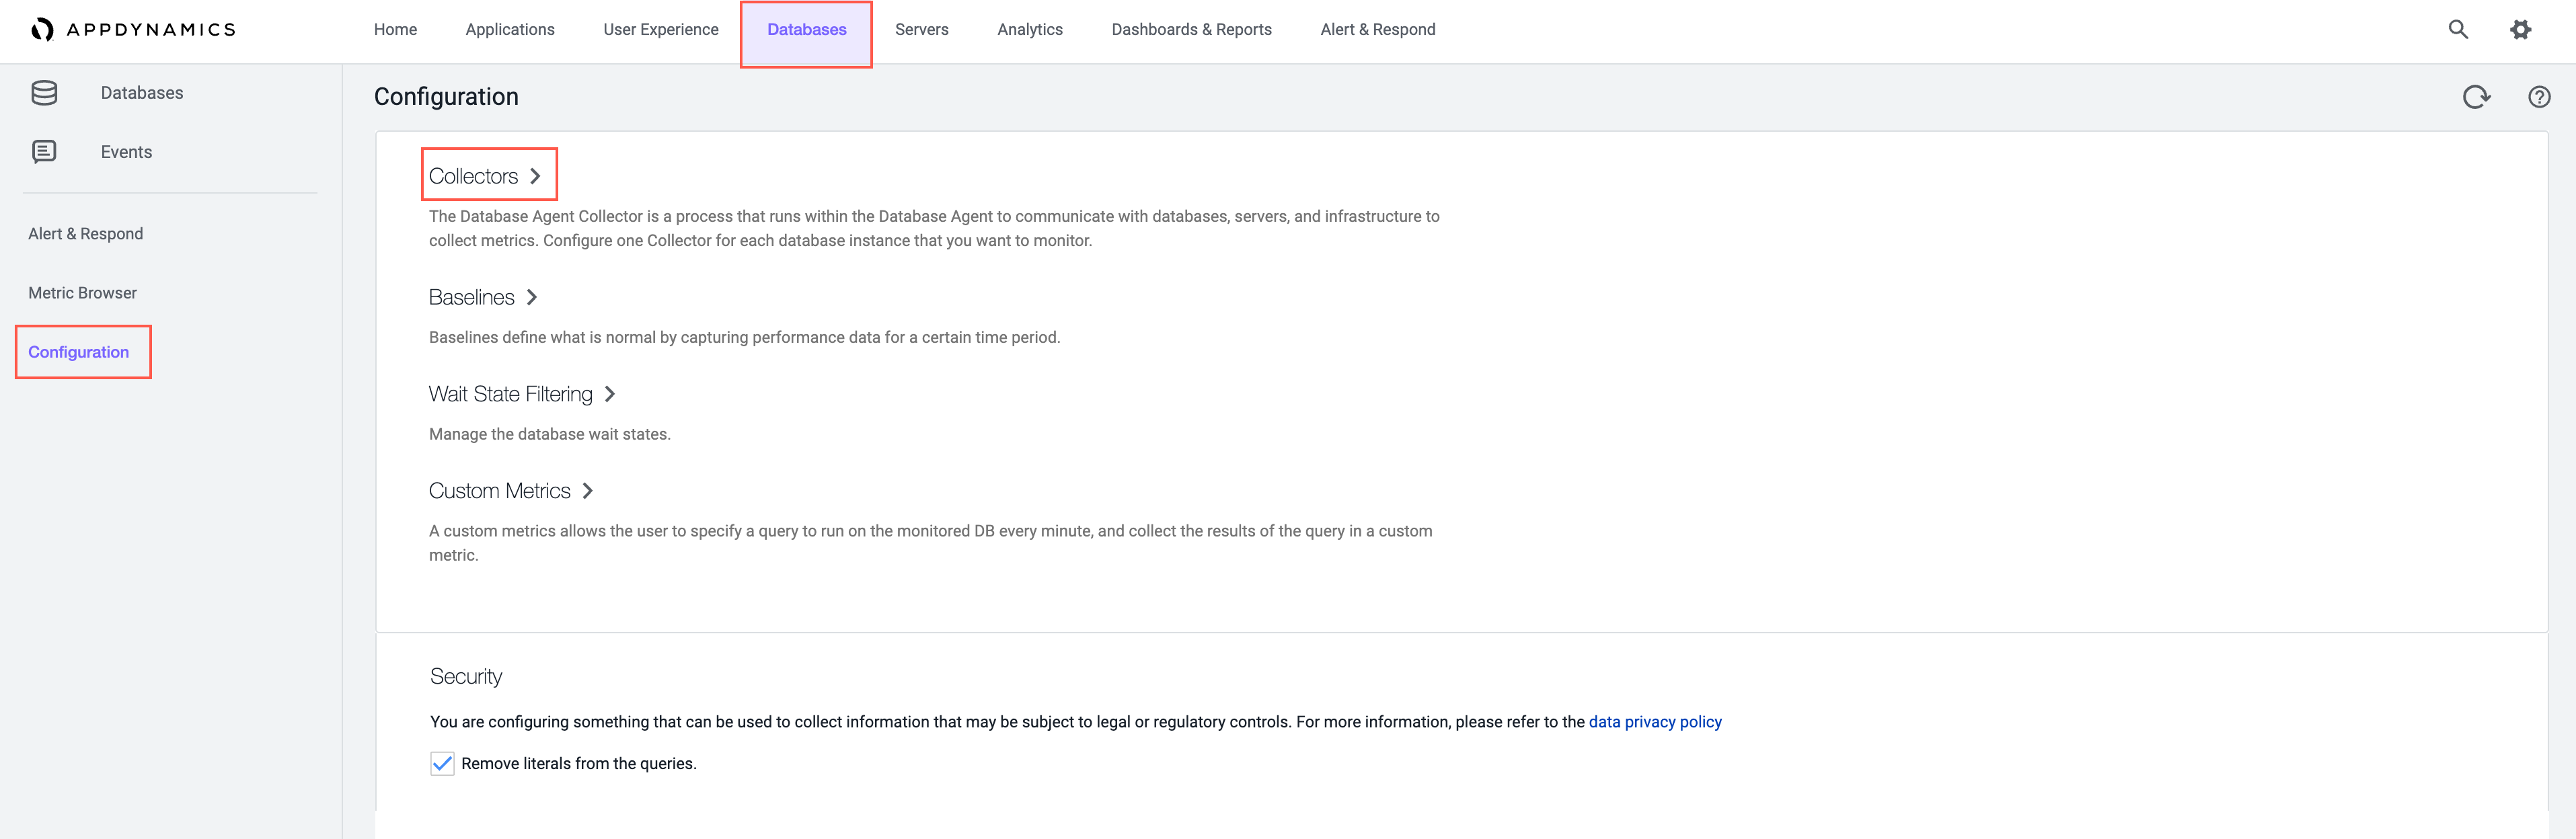 APPDYNAMICS
Home Applications User Experience Databases Servers Analytics Dashboards & Reports Alert & Respond
Databases
Events
Alert & Respond
Metric Browser
Configuration
Configuration
Collectors
The Database Agent Collector is a process that runs within the Database Agent to communicate with databases, servers, and infrastructure to
collect metrics. Configure one Collector for each database instance that you want to monitor.
Baselines
Baselines define what is normal by capturing performance data for a certain time period.
Wait State Filtering
Manage the database wait states.
Custom Metrics
A custom metrics allows the user to specify a query to run on the monitored DB every minute, and collect the results of the query in a custom
metric.
Security
You are configuring something that can be used to collect information that may be subject to legal or regulatory controls. For more information, please refer to the data privacy policy
Remove literals from the queries.